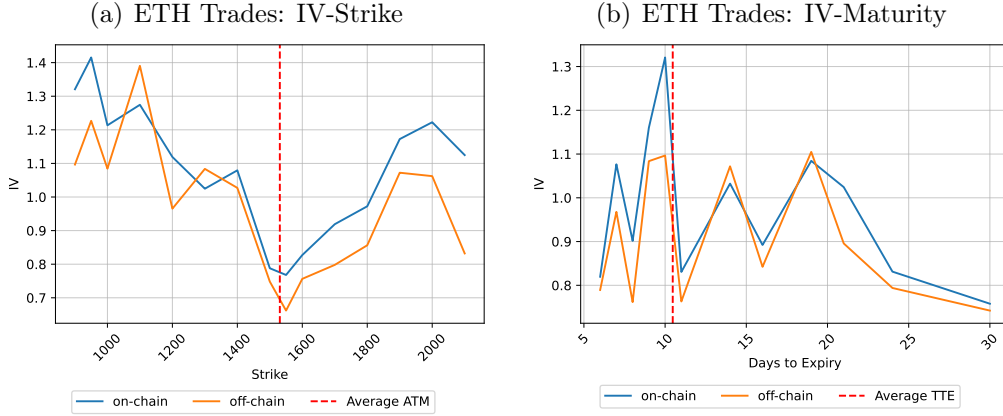 (a) ETH Trades: IV-Strike
1.4
1.3
1.2
1.1
1.0
0.9
0.8
0.7
IV
1000
1200
1400
1600
1800
2000
Strike
on-chain
off-chain
Average ATM
(b) ETH Trades: IV-Maturity
1.3
1.2
1.1
1.0
0.9
0.8
IV
5
10
15
20
25
30
Days to Expiry
on-chain
off-chain
Average TTE